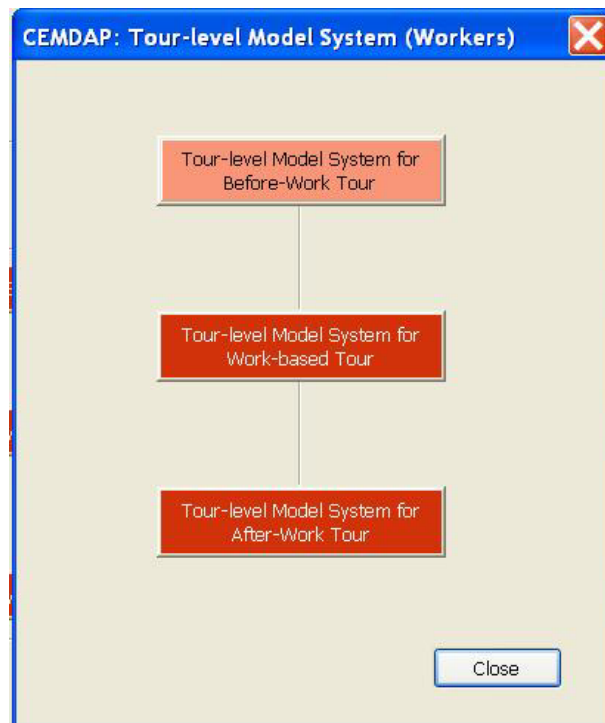 CEMDAP: Tour-level Model System (Workers)
Tour-level Model System for
Before-Work Tour
Tour-level Model System for
Work-based Tour
Tour-level Model System for
After-Work Tour
Close